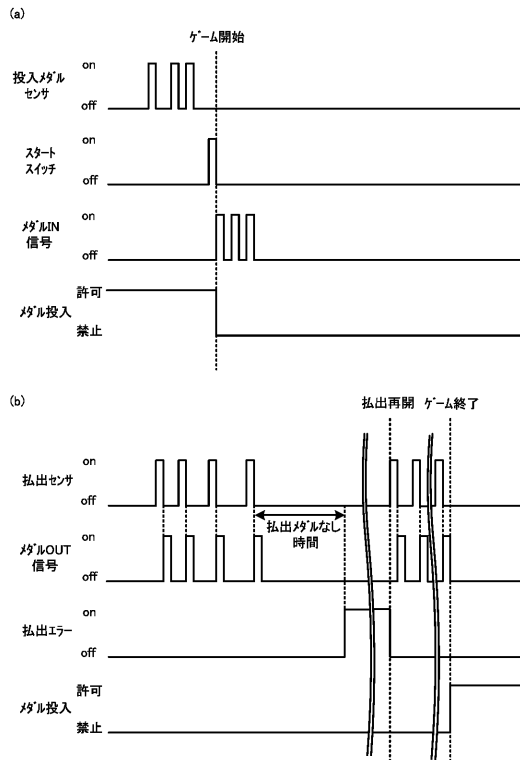 (a)
ゲーム開始
投入メダル
センサ
on
off
スタート
スイッチ
on
off
メダルIN
信号
on
off
メダル投入
許可
禁止
(b)
払出再開 ゲーム終了
払出センサ
on
off
払出メダルなし
時間
メダルOUT
信号
on
off
払出エラー
on
off
メダル投入
許可
禁止